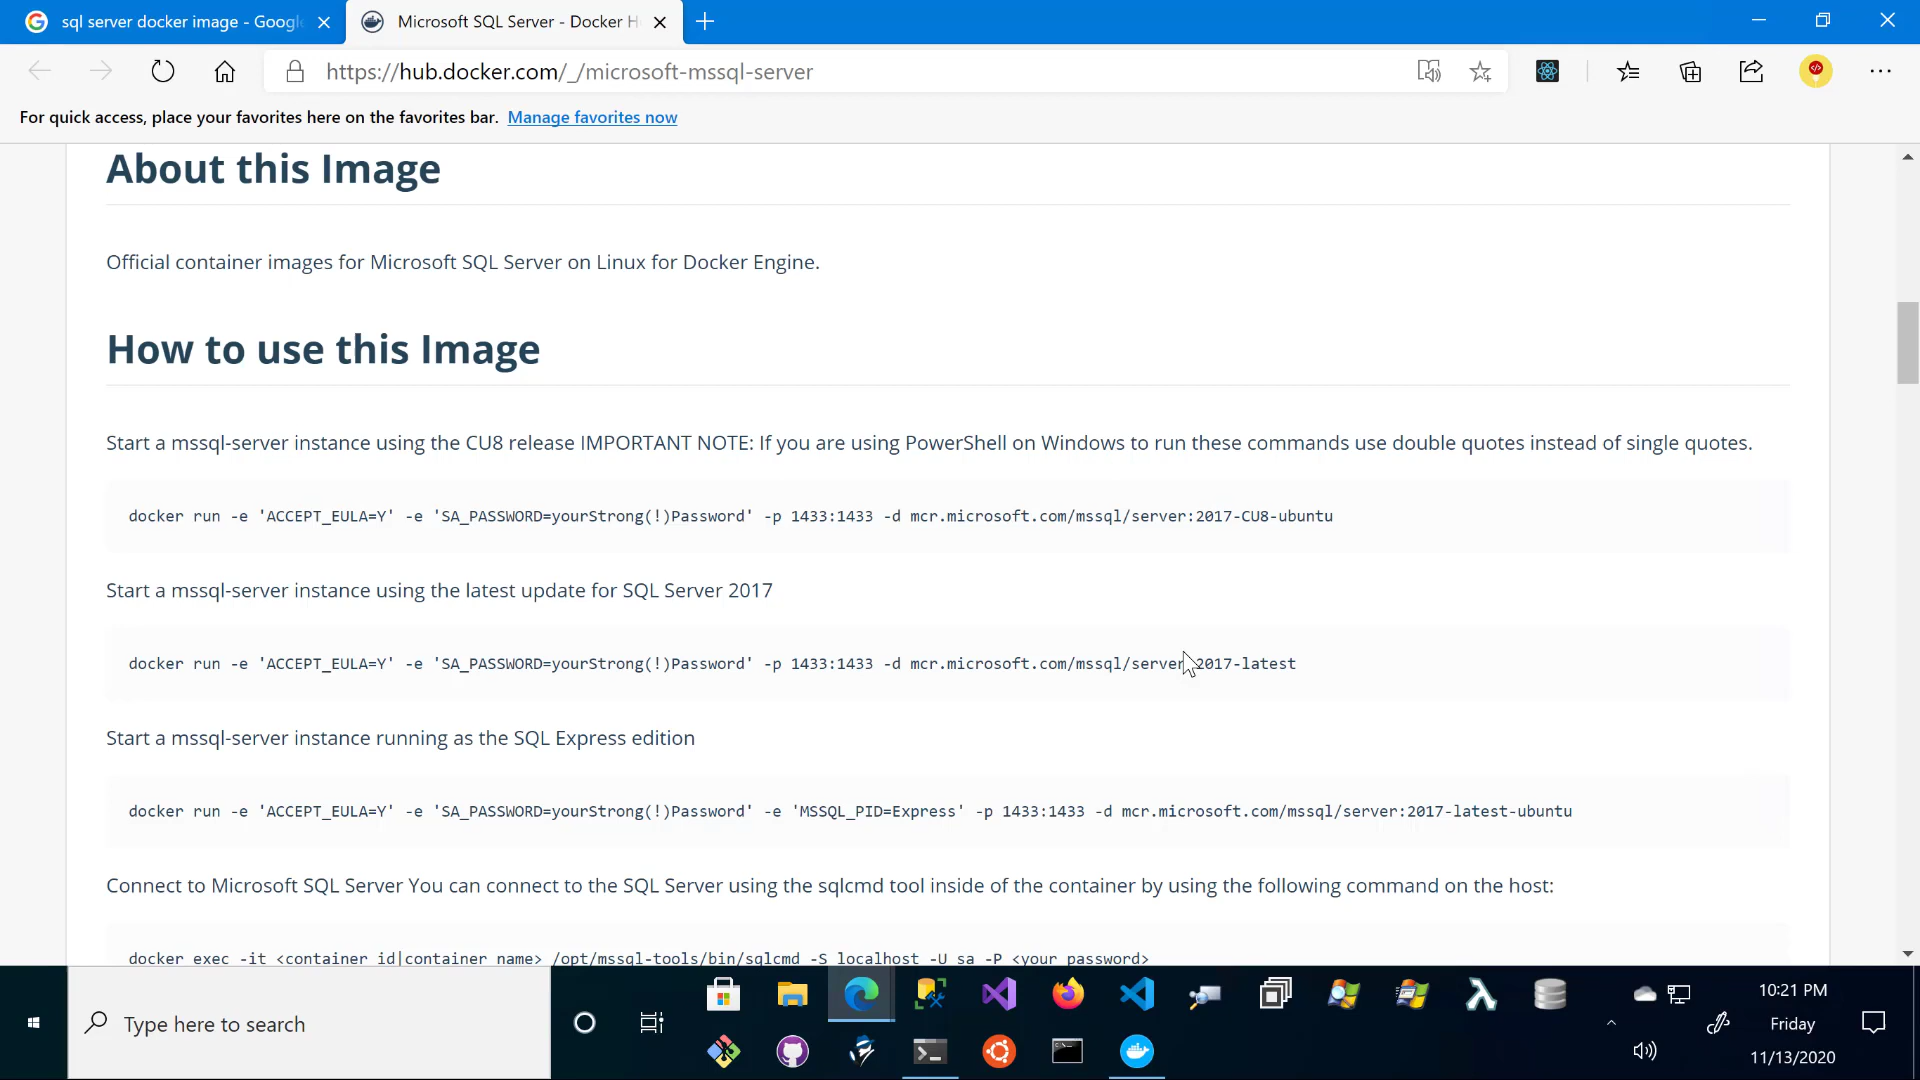 sql server docker image - Googl
Microsoft SQL Server - Docker H
https://hub.docker.com/_/microsoft-mssql-server
For quick access, place your favorites here on the favorites bar. Manage favorites now
About this Image
Official container images for Microsoft SQL Server on Linux for Docker Engine.
How to use this Image
Start a mssql-server instance using the CU8 release IMPORTANT NOTE: If you are using PowerShell on Windows to run these commands use double quotes instead of single quotes.
docker run -e 'ACCEPT_EULA=Y' -e 'SA_PASSWORD=yourStrong(!)Password' -p 1433:1433 -d mcr.microsoft.com/mssql/server:2017-CU8-ubuntu
Start a mssql-server instance using the latest update for SQL Server 2017
docker run -e 'ACCEPT_EULA=Y' -e 'SA_PASSWORD=yourStrong(!)Password' -p 1433:1433 -d mcr.microsoft.com/mssql/server:2017-latest
Start a mssql-server instance running as the SQL Express edition
docker run -e 'ACCEPT_EULA=Y' -e 'SA_PASSWORD=yourStrong(!)Password' -e 'MSSQL_PID=Express' -p 1433:1433 -d mcr.microsoft.com/mssql/server:2017-latest-ubuntu
Connect to Microsoft SQL Server You can connect to the SQL Server using the sqlcmd tool inside of the container by using the following command on the host:
docker exec -it <container_id|container_name> /opt/mssql-tools/bin/sqlcmd -S localhost -U sa -P <your_password>
Type here to search
10:21 PM
Friday
11/13/2020